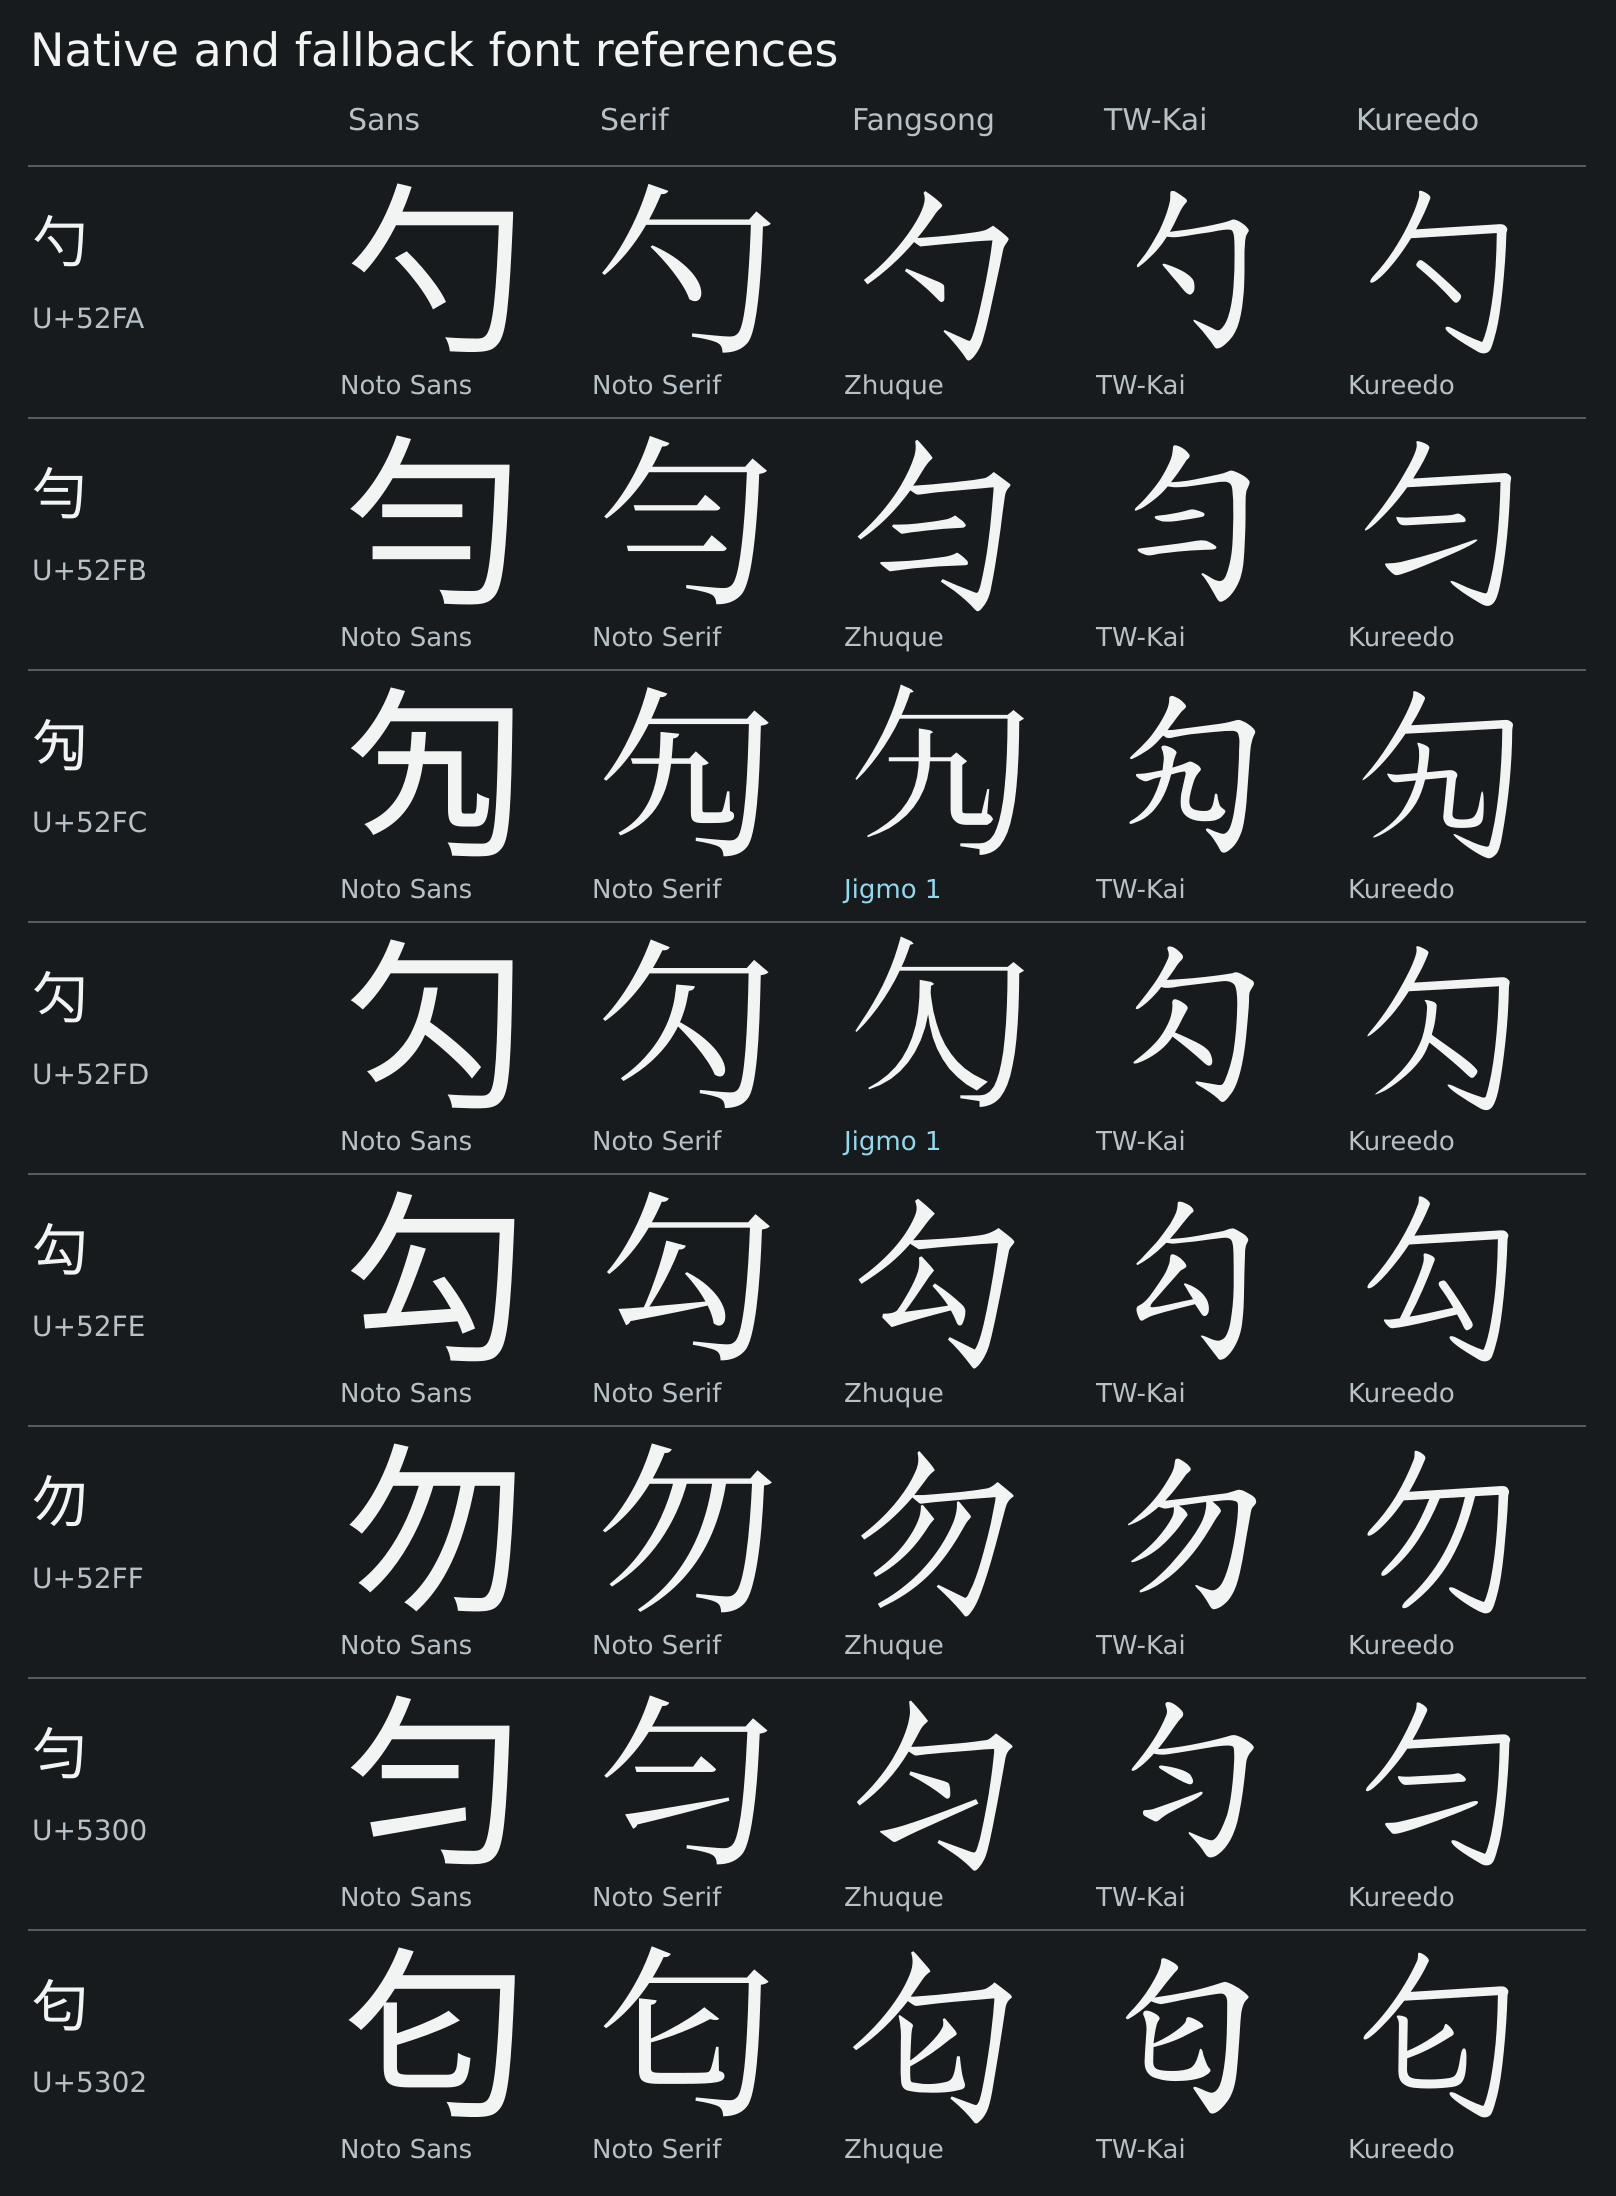 Native and fallback font references
Sans Serif Fangsong TW-Kai Kureedo
勺 勺 勺 勺 勺 勺
U+52FA
Noto Sans Noto Serif Zhuque TW-Kai Kureedo
勻 勻 勻 勻 勻 勻
U+52FB
Noto Sans Noto Serif Zhuque TW-Kai Kureedo
勼 勼 勼 勼 勼 勼
U+52FC
Noto Sans Noto Serif Jigmo 1 TW-Kai Kureedo
勽 勽 勽 勽 勽 勽
U+52FD
Noto Sans Noto Serif Jigmo 1 TW-Kai Kureedo
勾 勾 勾 勾 勾 勾
U+52FE
Noto Sans Noto Serif Zhuque TW-Kai Kureedo
勿 勿 勿 勿 勿 勿
U+52FF
Noto Sans Noto Serif Zhuque TW-Kai Kureedo
匀 匀 匀 匀 匀 匀
U+5300
Noto Sans Noto Serif Zhuque TW-Kai Kureedo
匂 匂 匂 匂 匂 匂
U+5302
Noto Sans Noto Serif Zhuque TW-Kai Kureedo